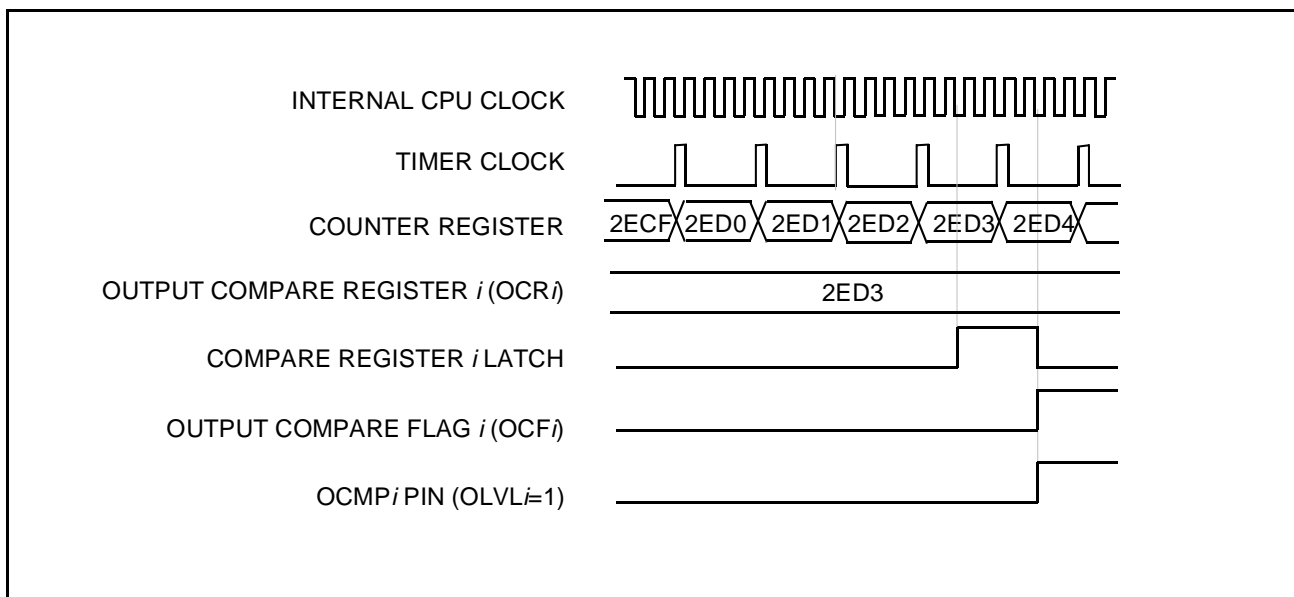 INTERNAL CPU CLOCK
TIMER CLOCK
COUNTER REGISTER 2ECF 2ED0 2ED1 2ED2 2ED3 2ED4
OUTPUT COMPARE REGISTER i (OCRi) 2ED3
COMPARE REGISTER i LATCH
OUTPUT COMPARE FLAG i (OCFi)
OCMPi PIN (OLVLi=1)